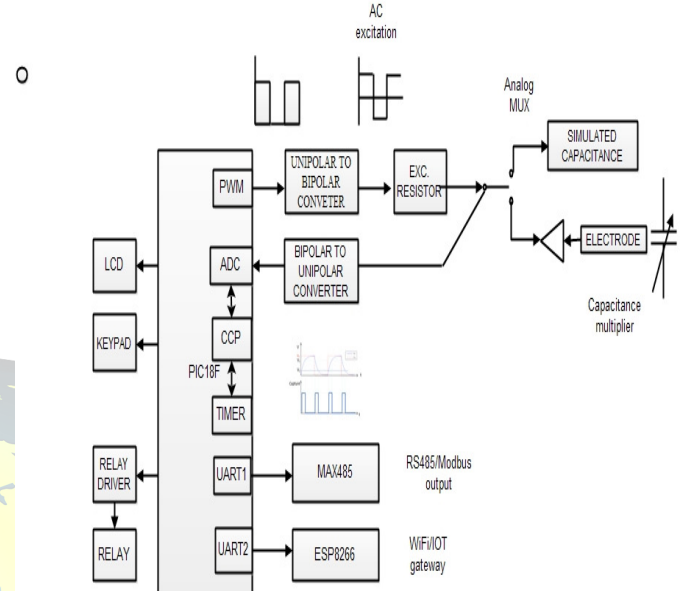 AC
excitation
Analog
MUX
UNIPOLAR TO
BIPOLAR
CONVETER
EXC.
RESISTOR
SIMULATED
CAPACITANCE
PWM
ELECTRODE
LCD
ADC
BIPOLAR TO
UNIPOLAR
CONVERTER
Capacitance
multiplier
KEYPAD
CCP
PIC18F
TIMER
RELAY
DRIVER
UART1
MAX485
RS485/Modbus
output
RELAY
UART2
ESP8266
WiFi/IOT
gateway